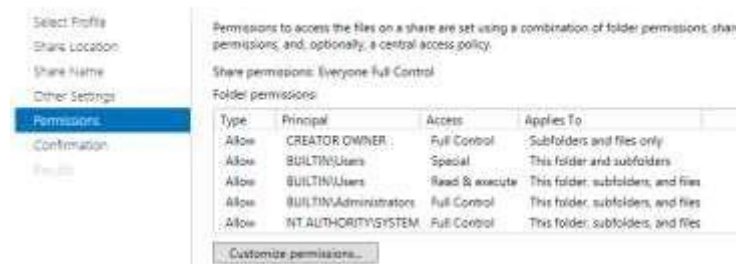 Select Profile
Share Location
Share Name
Other Settings
Permissions
Confirmation
Results
Permissions to access the files on a share are set using a combination of folder permissions, shar
permissions, and, optionally, a central access policy.
Share permissions: Everyone Full Control
Folder permissions:
Type Principal Access Applies To
Allow CREATOR OWNER Full Control Subfolders and files only
Allow BUILTIN\Users Special This folder and subfolders
Allow BUILTIN\Users Read & execute This folder, subfolders, and files
Allow BUILTIN\Administrators Full Control This folder, subfolders, and files
Allow NT AUTHORITY\SYSTEM Full Control This folder, subfolders, and files
Customize permissions...